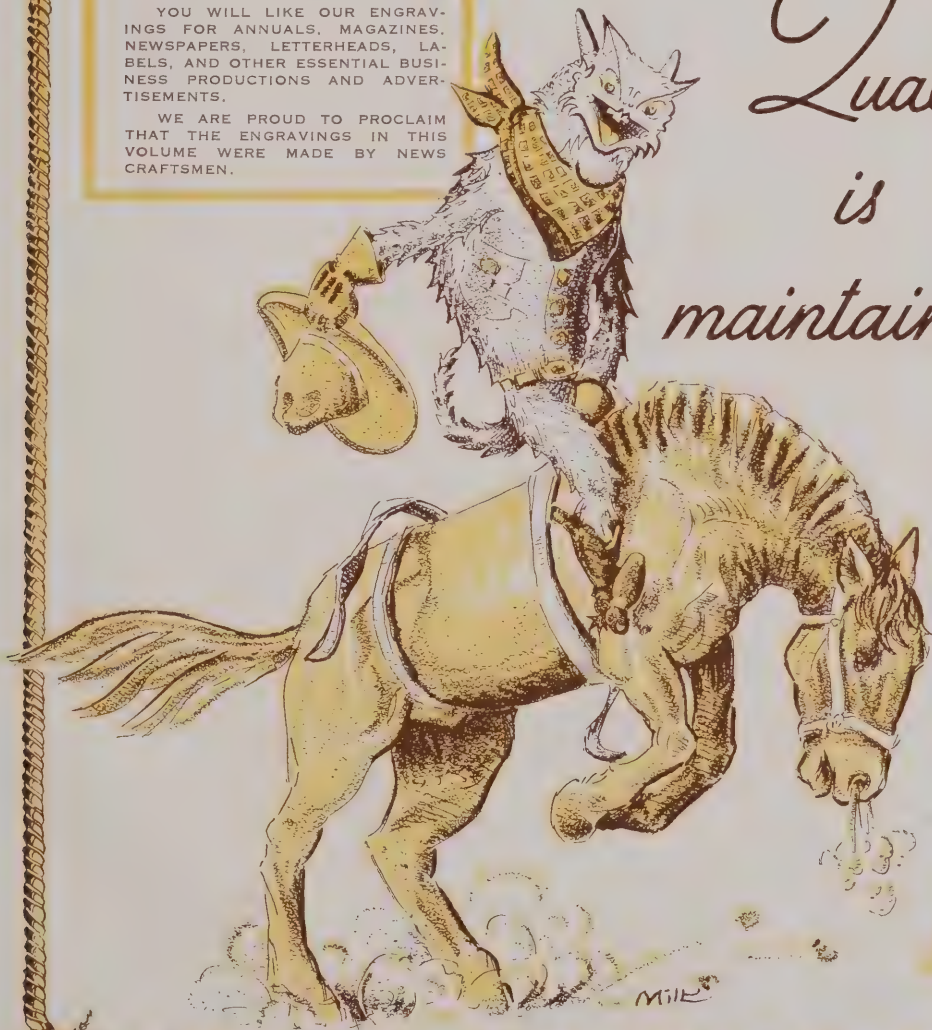 YOU WILL LIKE OUR ENGRAV-
INGS FOR ANNUALS, MAGAZINES,
NEWSPAPERS, LETTERHEADS, LA-
BELS, AND OTHER ESSENTIAL BUSI-
NESS PRODUCTIONS AND ADVER-
TISEMENTS.
WE ARE PROUD TO PROCLAIM
THAT THE ENGRAVINGS IN THIS
VOLUME WERE MADE BY NEWS
CRAFTSMEN.
is
Milt